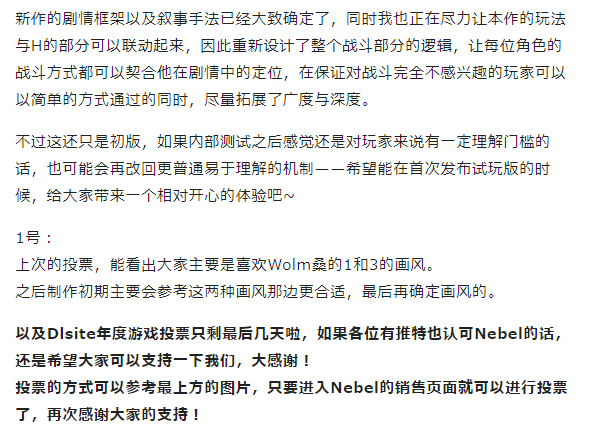 新作的剧情框架以及叙事手法已经大致确定了，同时我也正在尽力让本作的玩法
与H的部分可以联动起来，因此重新设计了整个战斗部分的逻辑，让每位角色的
战斗方式都可以契合他在剧情中的定位，在保证对战斗完全不感兴趣的玩家可以
以简单的方式通过的同时，尽量拓展了广度与深度。
不过这还只是初版，如果内部测试之后感觉还是对玩家来说有一定理解门槛的
话，也可能会再改回更普通易于理解的机制——希望能在首次发布试玩版的时
候，给大家带来一个相对开心的体验吧~
1号：
上次的投票，能看出大家主要是喜欢Wolm桑的1和3的画风。
之后制作初期主要会参考这两种画风那边更合适，最后再确定画风的。
以及Dlsite年度游戏投票只剩最后几天啦，如果各位有推特也认可Nebel的话，
还是希望大家可以支持一下我们，大感谢！
投票的方式可以参考最上方的图片，只要进入Nebel的销售页面就可以进行投票
了，再次感谢大家的支持！